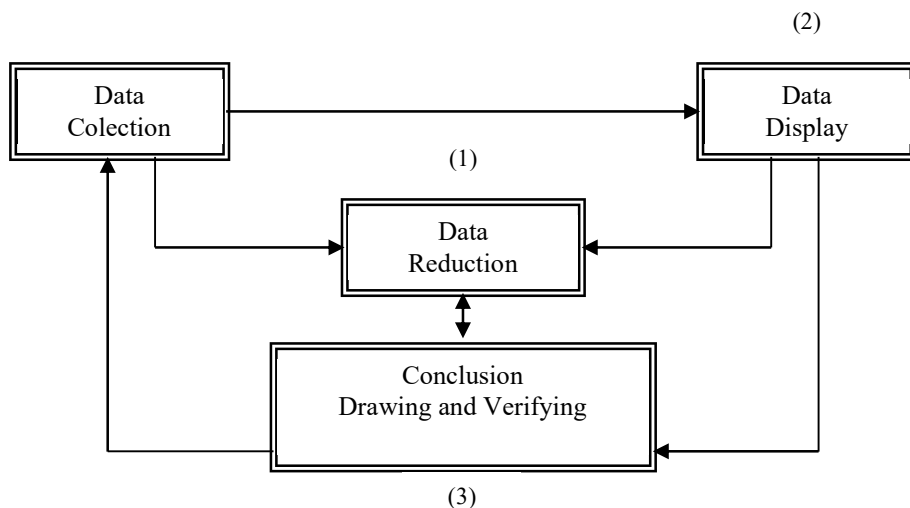 (2)
Data
Colection
Data
Display
(1)
Data
Reduction
Conclusion
Drawing and Verifying
(3)